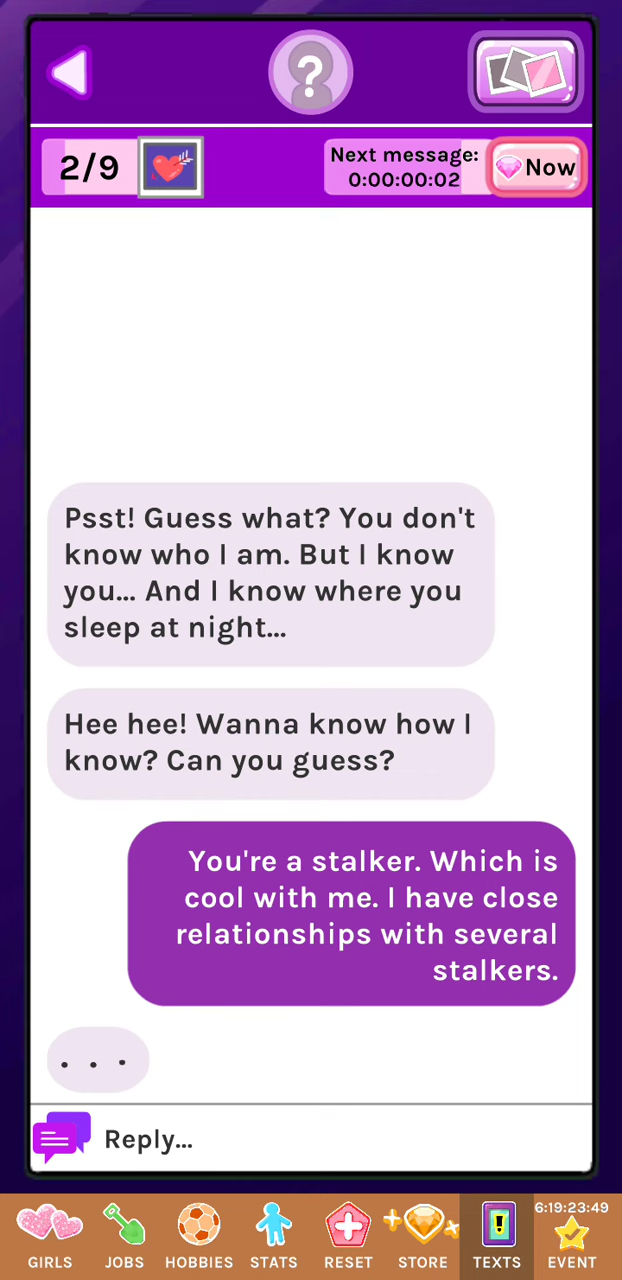 ?
2/9
Next message:
0:00:00:02
Now
Psst! Guess what? You don't
know who I am. But I know
you... And I know where you
sleep at night...
Hee hee! Wanna know how I
know? Can you guess?
You're a stalker. Which is
cool with me. I have close
relationships with several
stalkers.
. . .
Reply...
6:19:23:49
GIRLS
JOBS
HOBBIES
STATS
RESET
STORE
TEXTS
EVENT